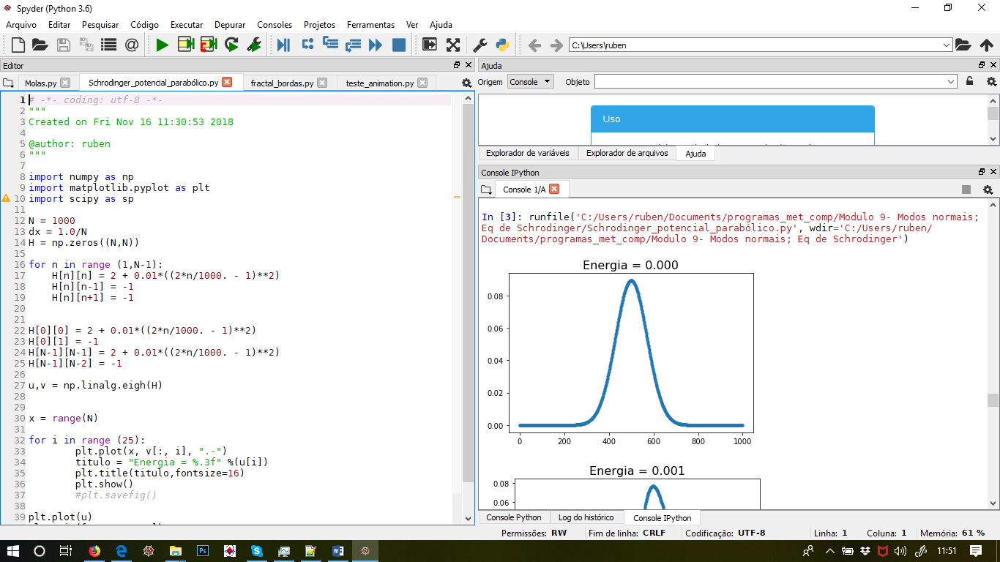 Spyder (Python 3.6)
Arquivo Editar Pesquisar Código Executar Depurar Consoles Projetos Ferramentas Ver Ajuda
C:\Users\ruben
Editor
Molas.py Schrodinger_potencial_parabólico.py fractal_bordas.py teste_animation.py
1 # -*- coding: utf-8 -*-
2 """
3 Created on Fri Nov 16 11:30:53 2018
4
5 @author: ruben
6 """
7
8 import numpy as np
9 import matplotlib.pyplot as plt
10 import scipy as sp
11
12 N = 1000
13 dx = 1.0/N
14 H = np.zeros((N,N))
15
16 for n in range (1,N-1):
17     H[n][n] = 2 + 0.01*((2*n/1000. - 1)**2)
18     H[n][n-1] = -1
19     H[n][n+1] = -1
20
21
22 H[0][0] = 2 + 0.01*((2*n/1000. - 1)**2)
23 H[0][1] = -1
24 H[N-1][N-1] = 2 + 0.01*((2*n/1000. - 1)**2)
25 H[N-1][N-2] = -1
26
27 u,v = np.linalg.eigh(H)
28
29
30 x = range(N)
31
32 for i in range (25):
33         plt.plot(x, v[:, i], ".-")
34         titulo = "Energia = %.3f" %(u[i])
35         plt.title(titulo,fontsize=16)
36         plt.show()
37         #plt.savefig()
38
39 plt.plot(u)
Ajuda
Origem Console Objeto
Uso
Explorador de variáveis Explorador de arquivos Ajuda
Console IPython
Console 1/A
In [3]: runfile('C:/Users/ruben/Documents/programas_met_comp/Modulo 9- Modos normais;
Eq de Schrodinger/Schrodinger_potencial_parabólico.py', wdir='C:/Users/ruben/
Documents/programas_met_comp/Modulo 9- Modos normais; Eq de Schrodinger')
Energia = 0.000
0.08
0.06
0.04
0.02
0.00
0 200 400 600 800 1000
Energia = 0.001
0.08
0.06
Console Python Log do histórico Console IPython
Permissões: RW Fim de linha: CRLF Codificação: UTF-8 Linha: 1 Coluna: 1 Memória: 61 %
11:51